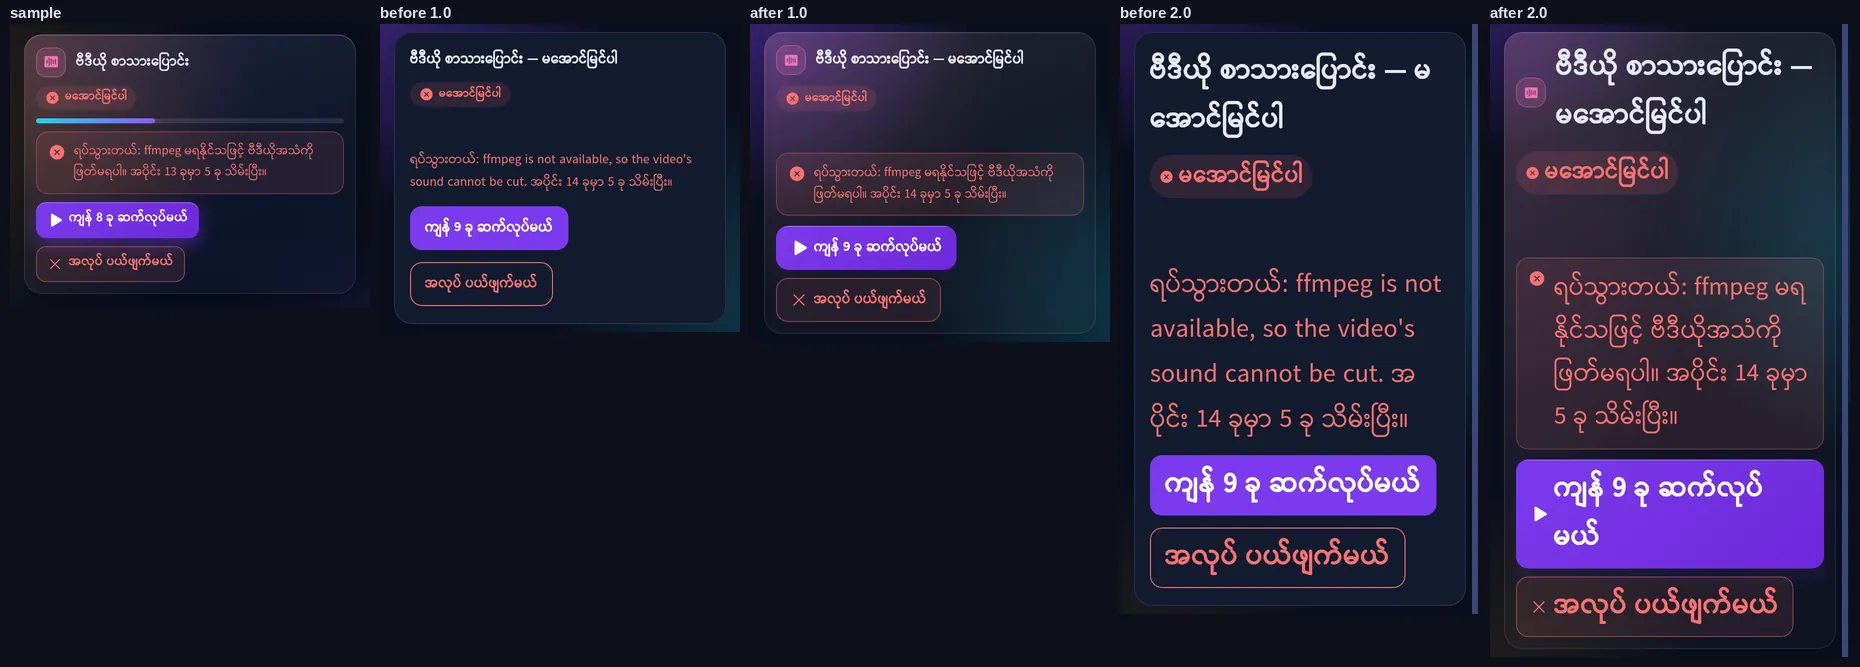 sample
ဗီဒီယို စာသားပြောင်း
မအောင်မြင်ပါ
ရပ်သွားတယ်: ffmpeg မရနိုင်သဖြင့် ဗီဒီယိုအသံကို
ဖြတ်မရပါ။ အပိုင်း 13 ခုမှာ 5 ခု သိမ်းပြီး။
ကျန် 8 ခု ဆက်လုပ်မယ်
အလုပ် ပယ်ဖျက်မယ်
before 1.0
ဗီဒီယို စာသားပြောင်း — မအောင်မြင်ပါ
မအောင်မြင်ပါ
ရပ်သွားတယ်: ffmpeg is not available, so the video's
sound cannot be cut. အပိုင်း 14 ခုမှာ 5 ခု သိမ်းပြီး။
ကျန် 9 ခု ဆက်လုပ်မယ်
အလုပ် ပယ်ဖျက်မယ်
after 1.0
ဗီဒီယို စာသားပြောင်း — မအောင်မြင်ပါ
မအောင်မြင်ပါ
ရပ်သွားတယ်: ffmpeg မရနိုင်သဖြင့် ဗီဒီယိုအသံကို
ဖြတ်မရပါ။ အပိုင်း 14 ခုမှာ 5 ခု သိမ်းပြီး။
ကျန် 9 ခု ဆက်လုပ်မယ်
အလုပ် ပယ်ဖျက်မယ်
before 2.0
ဗီဒီယို စာသားပြောင်း — မ
အောင်မြင်ပါ
မအောင်မြင်ပါ
ရပ်သွားတယ်: ffmpeg is not
available, so the video's
sound cannot be cut. အ
ပိုင်း 14 ခုမှာ 5 ခု သိမ်းပြီး။
ကျန် 9 ခု ဆက်လုပ်မယ်
အလုပ် ပယ်ဖျက်မယ်
after 2.0
ဗီဒီယို စာသားပြောင်း —
မအောင်မြင်ပါ
မအောင်မြင်ပါ
ရပ်သွားတယ်: ffmpeg မရ
နိုင်သဖြင့် ဗီဒီယိုအသံကို
ဖြတ်မရပါ။ အပိုင်း 14 ခုမှာ
5 ခု သိမ်းပြီး။
ကျန် 9 ခု ဆက်လုပ်
မယ်
အလုပ် ပယ်ဖျက်မယ်